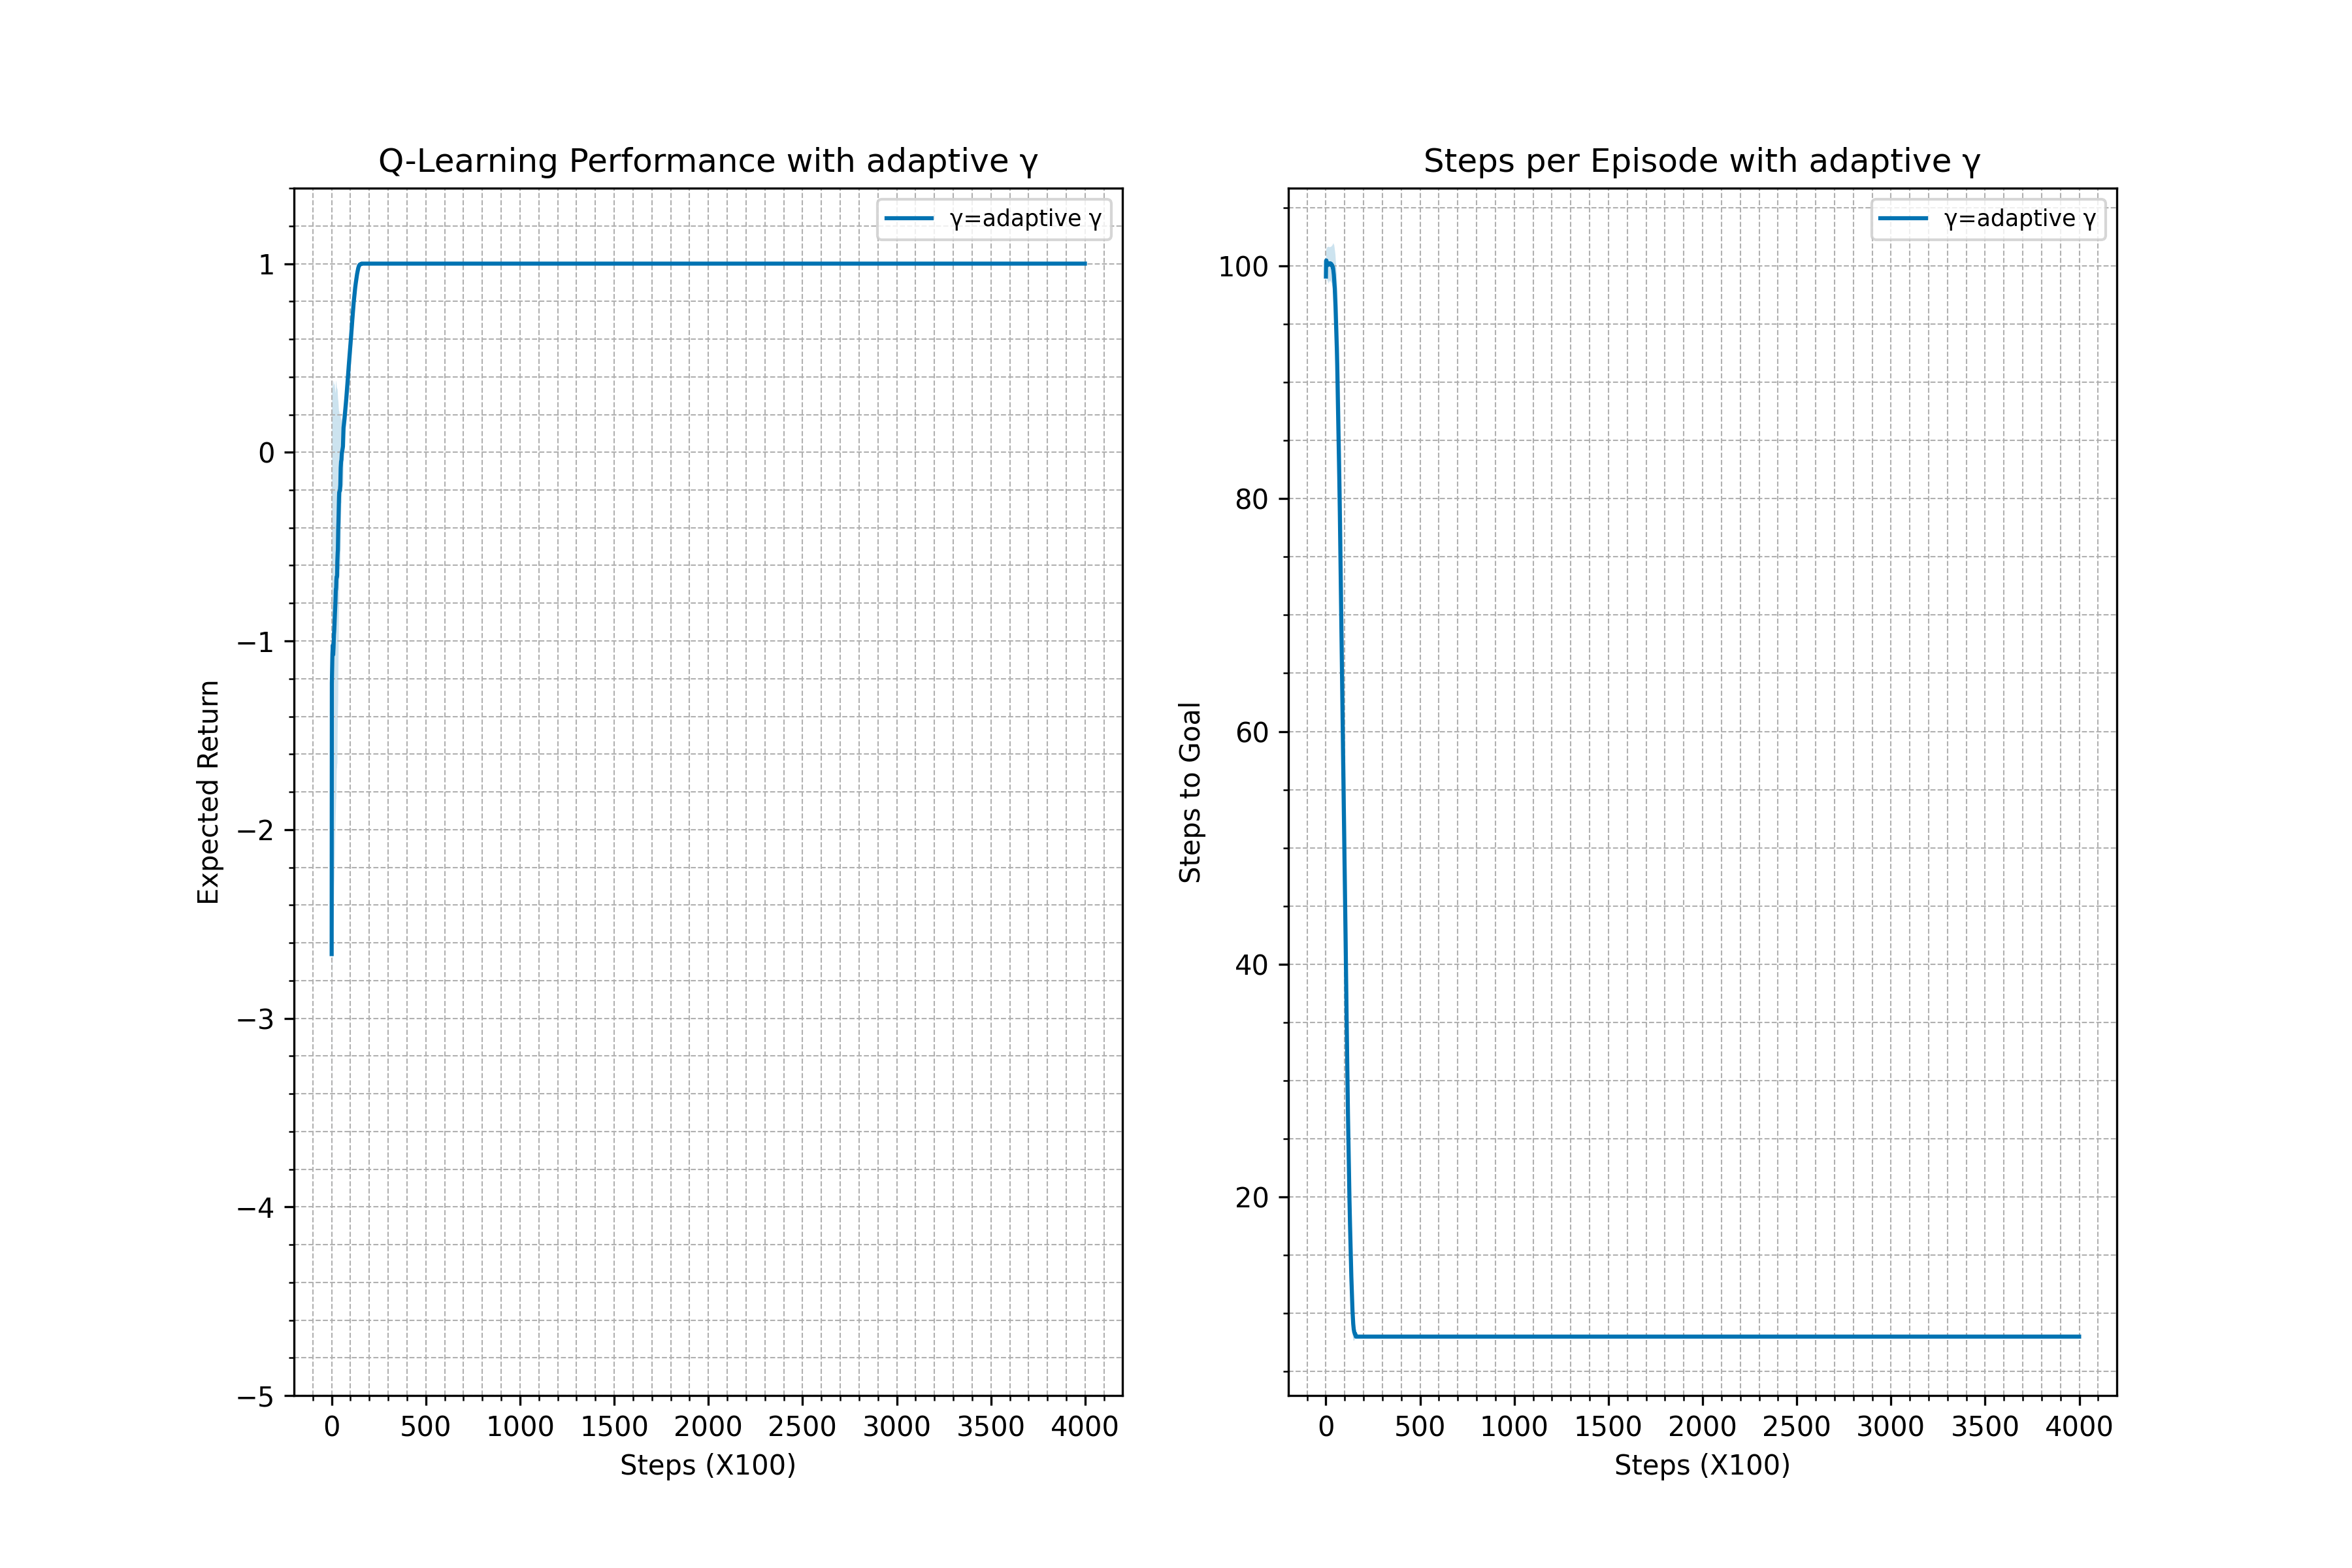 Q-Learning Performance with adaptive γ
γ=adaptive γ
1
0
−1
−2
−3
−4
−5
Expected Return
0 500 1000 1500 2000 2500 3000 3500 4000
Steps (X100)
Steps per Episode with adaptive γ
γ=adaptive γ
100
80
60
40
20
Steps to Goal
0 500 1000 1500 2000 2500 3000 3500 4000
Steps (X100)